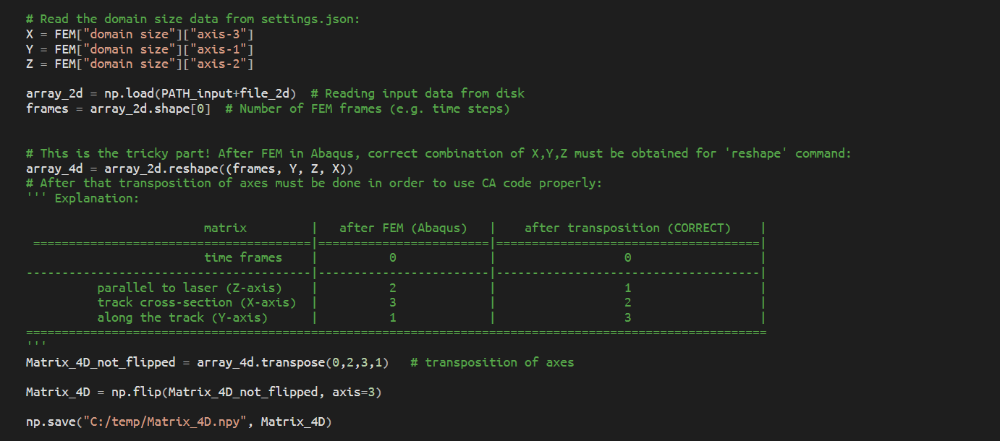 # Read the domain size data from settings.json:
X = FEM["domain size"]["axis-3"]
Y = FEM["domain size"]["axis-1"]
Z = FEM["domain size"]["axis-2"]
array_2d = np.load(PATH_input+file_2d)  # Reading input data from disk
frames = array_2d.shape[0]  # Number of FEM frames (e.g. time steps)
# This is the tricky part! After FEM in Abaqus, correct combination of X,Y,Z must be obtained for 'reshape' command:
array_4d = array_2d.reshape((frames, Y, Z, X))
# After that transposition of axes must be done in order to use CA code properly:
''' Explanation:
                         matrix         |   after FEM (Abaqus)   |    after transposition (CORRECT)    |
 =======================================|========================|=====================================|
                         time frames    |          0             |                  0                  |
----------------------------------------|------------------------|-------------------------------------|
          parallel to laser (Z-axis)    |          2             |                  1                  |
          track cross-section (X-axis)  |          3             |                  2                  |
          along the track (Y-axis)      |          1             |                  3                  |
========================================================================================================
'''
Matrix_4D_not_flipped = array_4d.transpose(0,2,3,1)   # transposition of axes
Matrix_4D = np.flip(Matrix_4D_not_flipped, axis=3)
np.save("C:/temp/Matrix_4D.npy", Matrix_4D)